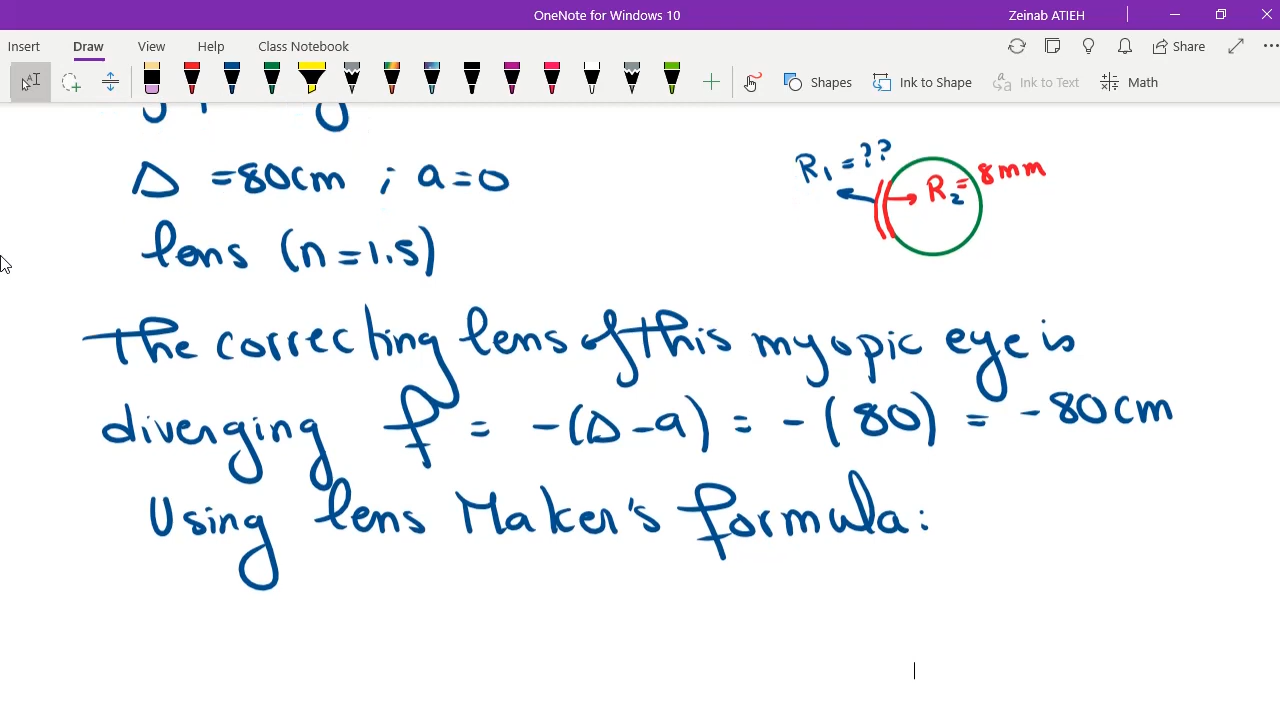 OneNote for Windows 10
Zeinab ATIEH
Insert Draw View Help Class Notebook Share
Shapes Ink to Shape Ink to Text Math
Δ = 80cm ; a = 0
R1 = ??
R2 = 8mm
lens (n = 1.5)
The correcting lens of this myopic eye is
diverging f = -(Δ - a) = -(80) = -80cm
Using lens Maker's formula: